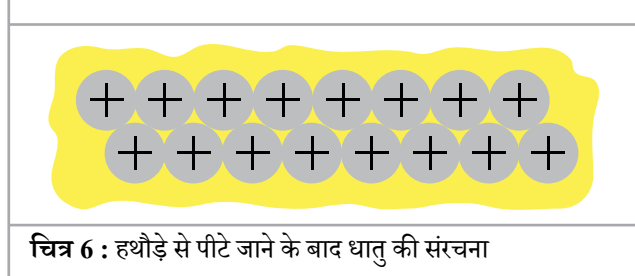 + + + + + + + +
+ + + + + + + +
चित्र 6 : हथौड़े से पीटे जाने के बाद धातु की संरचना